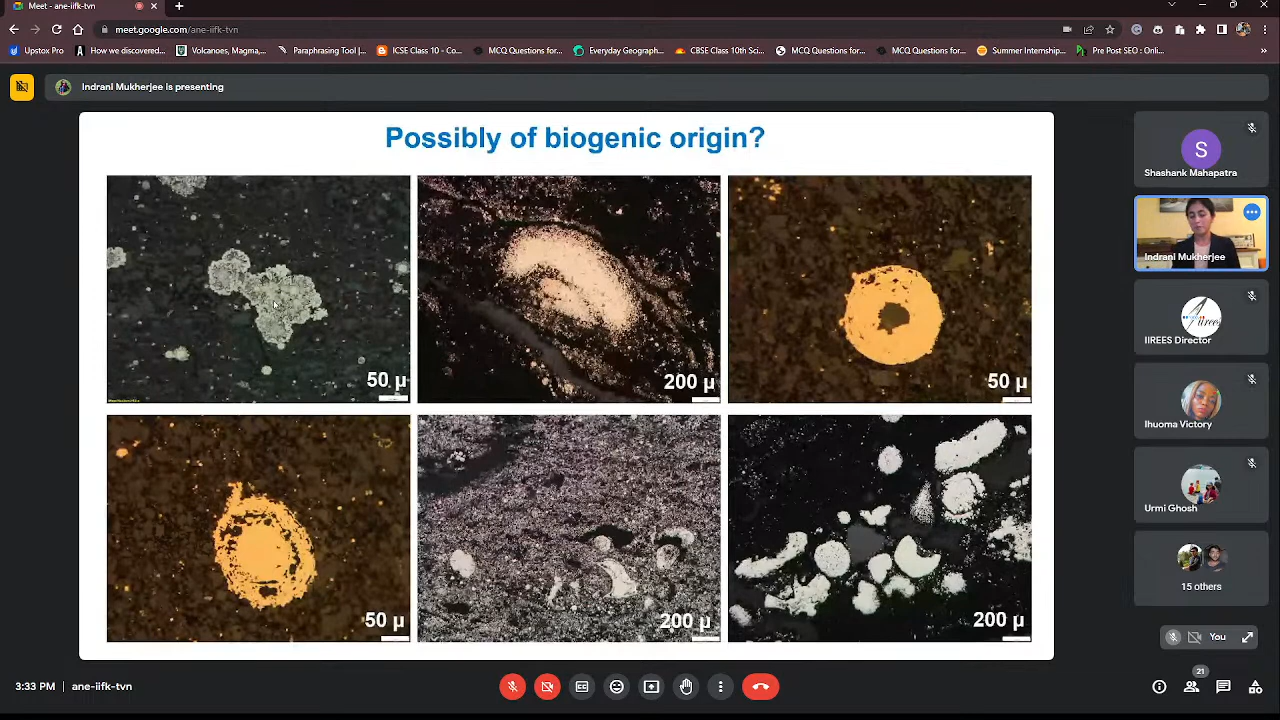 Meet - ane-iifk-tvn
meet.google.com/ane-iifk-tvn
Upstox Pro
How we discovered...
Volcanoes, Magma,...
Paraphrasing Tool |...
ICSE Class 10 - Co...
MCQ Questions for...
Everyday Geograph...
CBSE Class 10th Sci...
MCQ Questions for...
MCQ Questions for...
Summer Internship...
Pre Post SEO : Onli...
Indrani Mukherjee is presenting
Possibly of biogenic origin?
50 µ
200 µ
50 µ
50 µ
200 µ
200 µ
S
Shashank Mahapatra
Indrani Mukherjee
IIREES Director
Ihuoma Victory
Urmi Ghosh
15 others
You
3:33 PM | ane-iifk-tvn
21